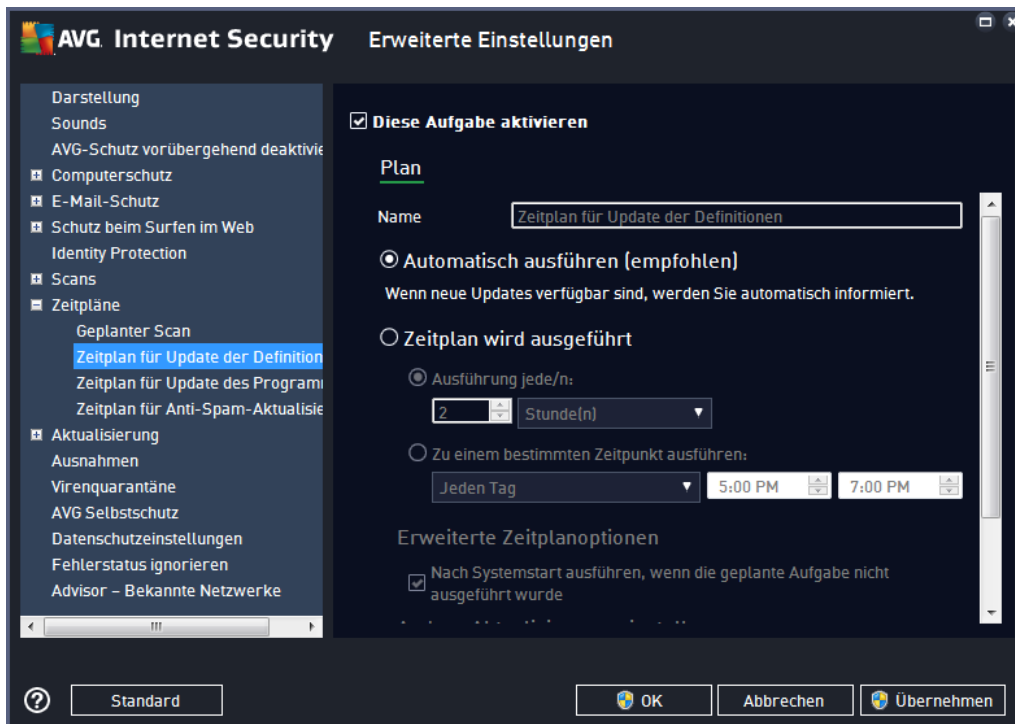 AVG Internet Security Erweiterte Einstellungen
Darstellung
Sounds
AVG-Schutz vorübergehend deaktivie
Computerschutz
E-Mail-Schutz
Schutz beim Surfen im Web
Identity Protection
Scans
Zeitpläne
Geplanter Scan
Zeitplan für Update der Definition
Zeitplan für Update des Programm
Zeitplan für Anti-Spam-Aktualisie
Aktualisierung
Ausnahmen
Virenquarantäne
AVG Selbstschutz
Datenschutzeinstellungen
Fehlerstatus ignorieren
Advisor – Bekannte Netzwerke
Diese Aufgabe aktivieren
Plan
Name Zeitplan für Update der Definitionen
Automatisch ausführen (empfohlen)
Wenn neue Updates verfügbar sind, werden Sie automatisch informiert.
Zeitplan wird ausgeführt
Ausführung jede/n:
2 Stunde(n)
Zu einem bestimmten Zeitpunkt ausführen:
Jeden Tag 5:00 PM 7:00 PM
Erweiterte Zeitplanoptionen
Nach Systemstart ausführen, wenn die geplante Aufgabe nicht
ausgeführt wurde
Standard OK Abbrechen Übernehmen